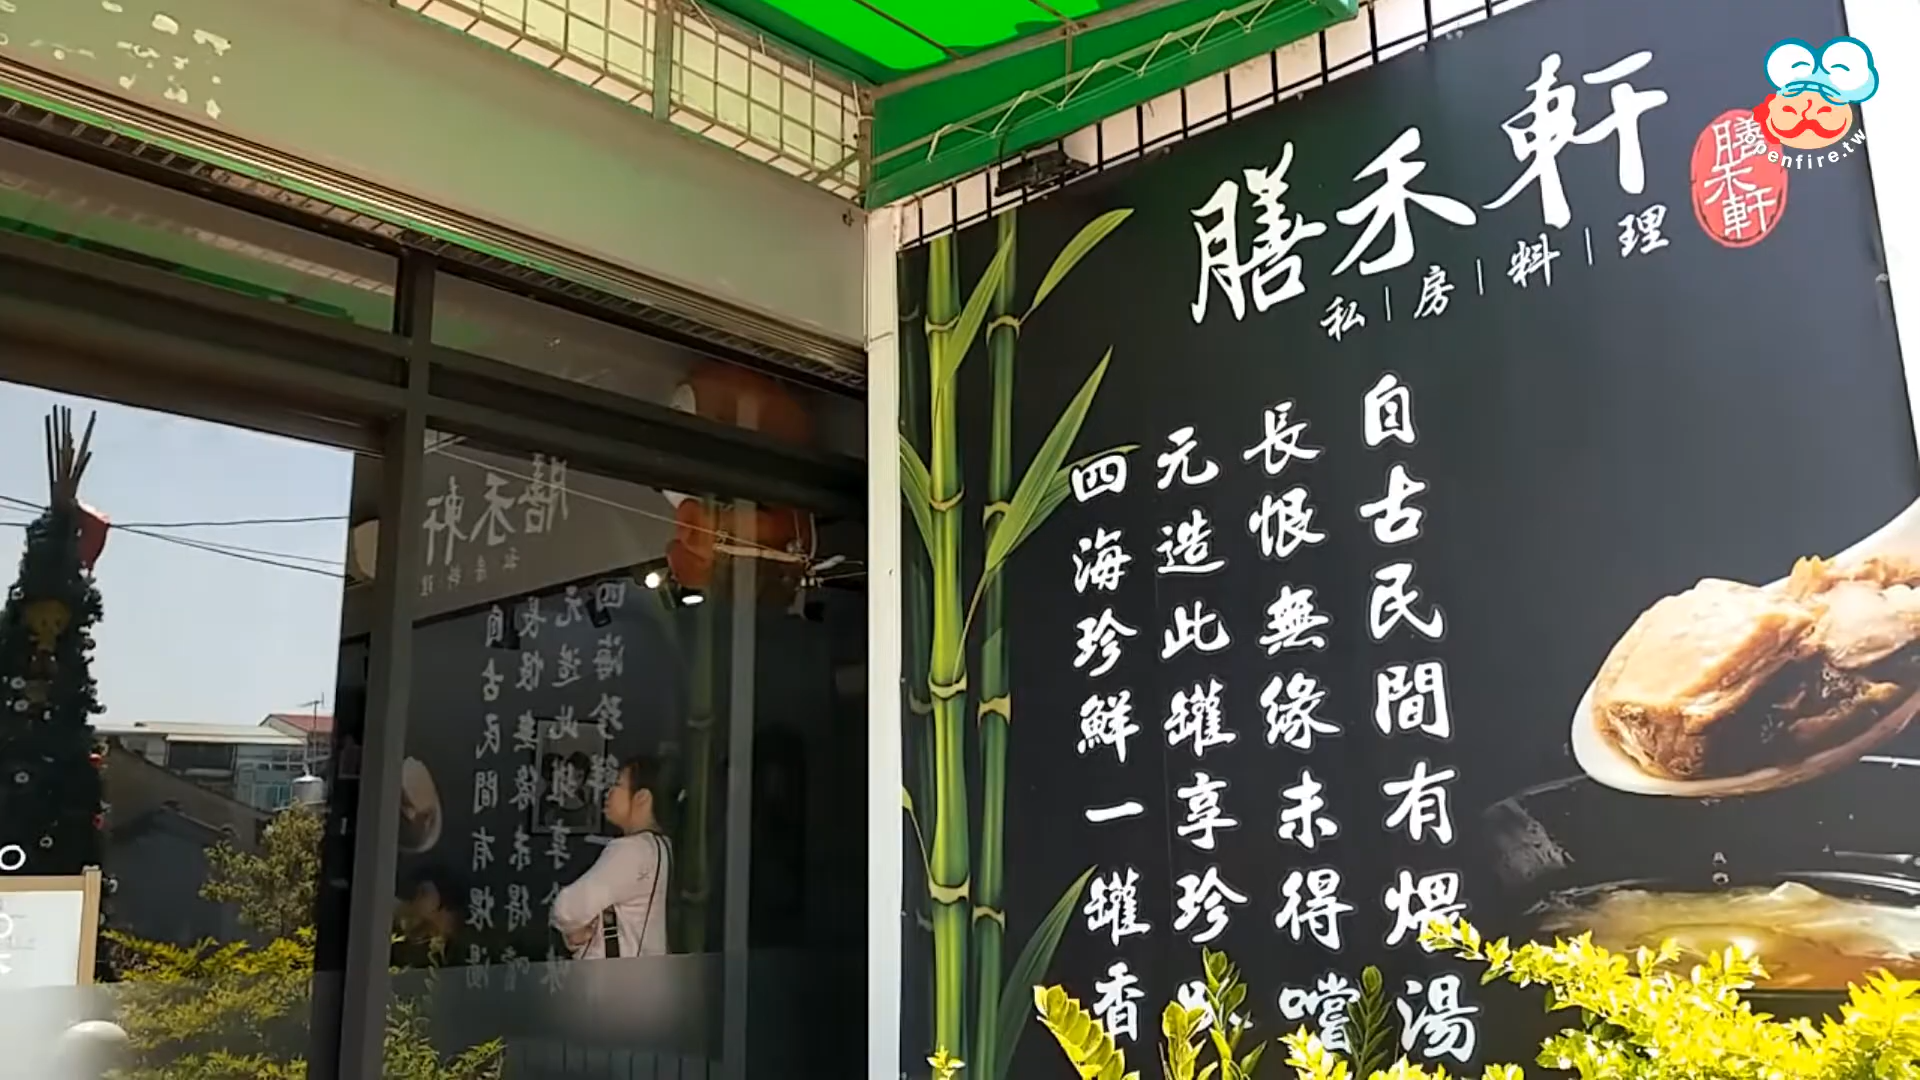 膳禾軒
私|房|料|理
膳禾軒
openfire.tw
自古民間有煨湯
長恨無緣未得嚐
元造此罐享珍味
四海珍鮮一罐香